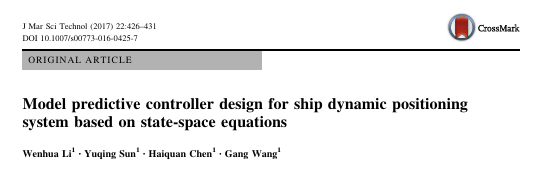 J Mar Sci Technol (2017) 22:426–431
DOI 10.1007/s00773-016-0425-7
CrossMark
ORIGINAL ARTICLE
Model predictive controller design for ship dynamic positioning
system based on state-space equations
Wenhua Li1 · Yuqing Sun1 · Haiquan Chen1 · Gang Wang1